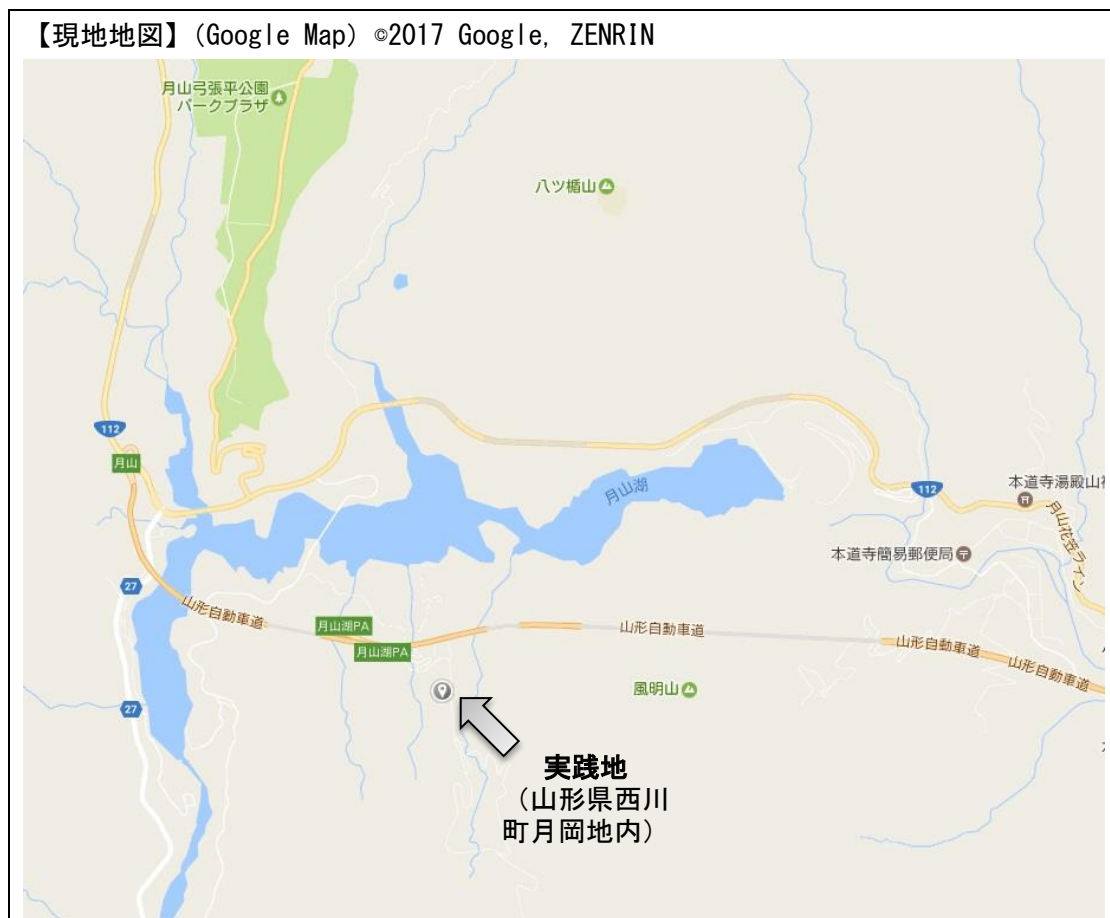 【現地地図】(Google Map) ©2017 Google, ZENRIN
月山弓張平公園
パークプラザ
八ツ楯山
112
月山
月山湖
112
本道寺湯殿山神
月山花笠ライン
本道寺簡易郵便局
27
山形自動車道
月山湖PA
月山湖PA
山形自動車道
山形自動車道
山形自動車道
27
風明山
実践地
(山形県西川
町月岡地内)